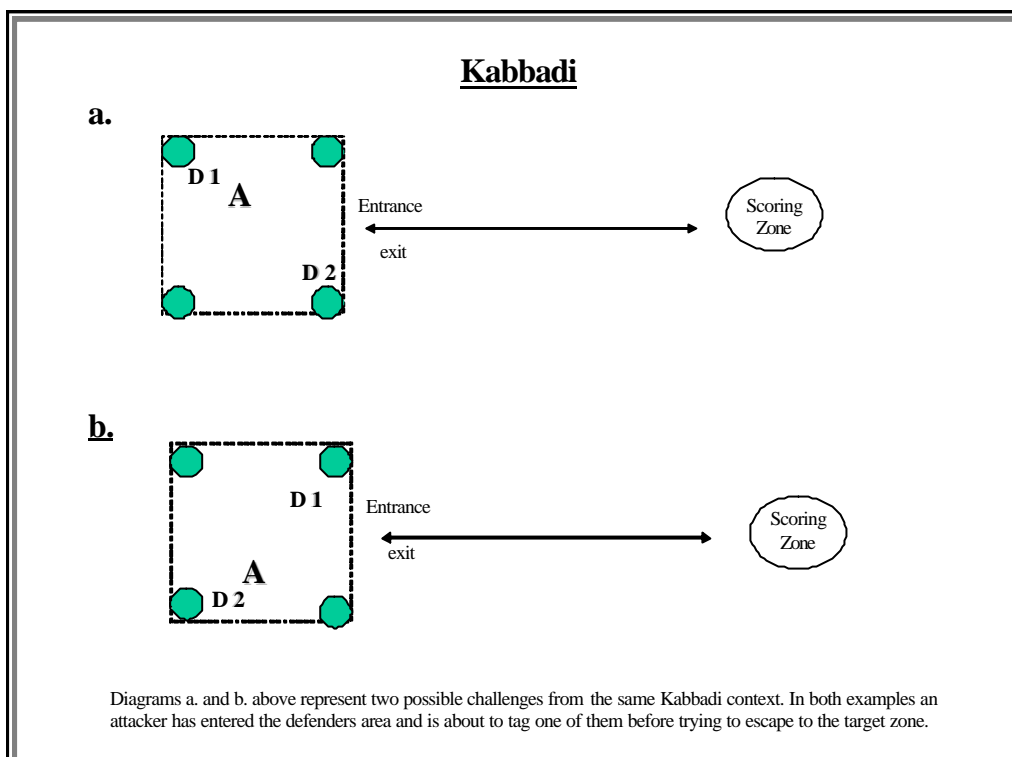 Kabbadi
a.
D 1
A
Entrance
Scoring
Zone
exit
D 2
b.
D 1
Entrance
Scoring
Zone
exit
A
D 2
Diagrams a. and b. above represent two possible challenges from the same Kabbadi context. In both examples an
attacker has entered the defenders area and is about to tag one of them before trying to escape to the target zone.